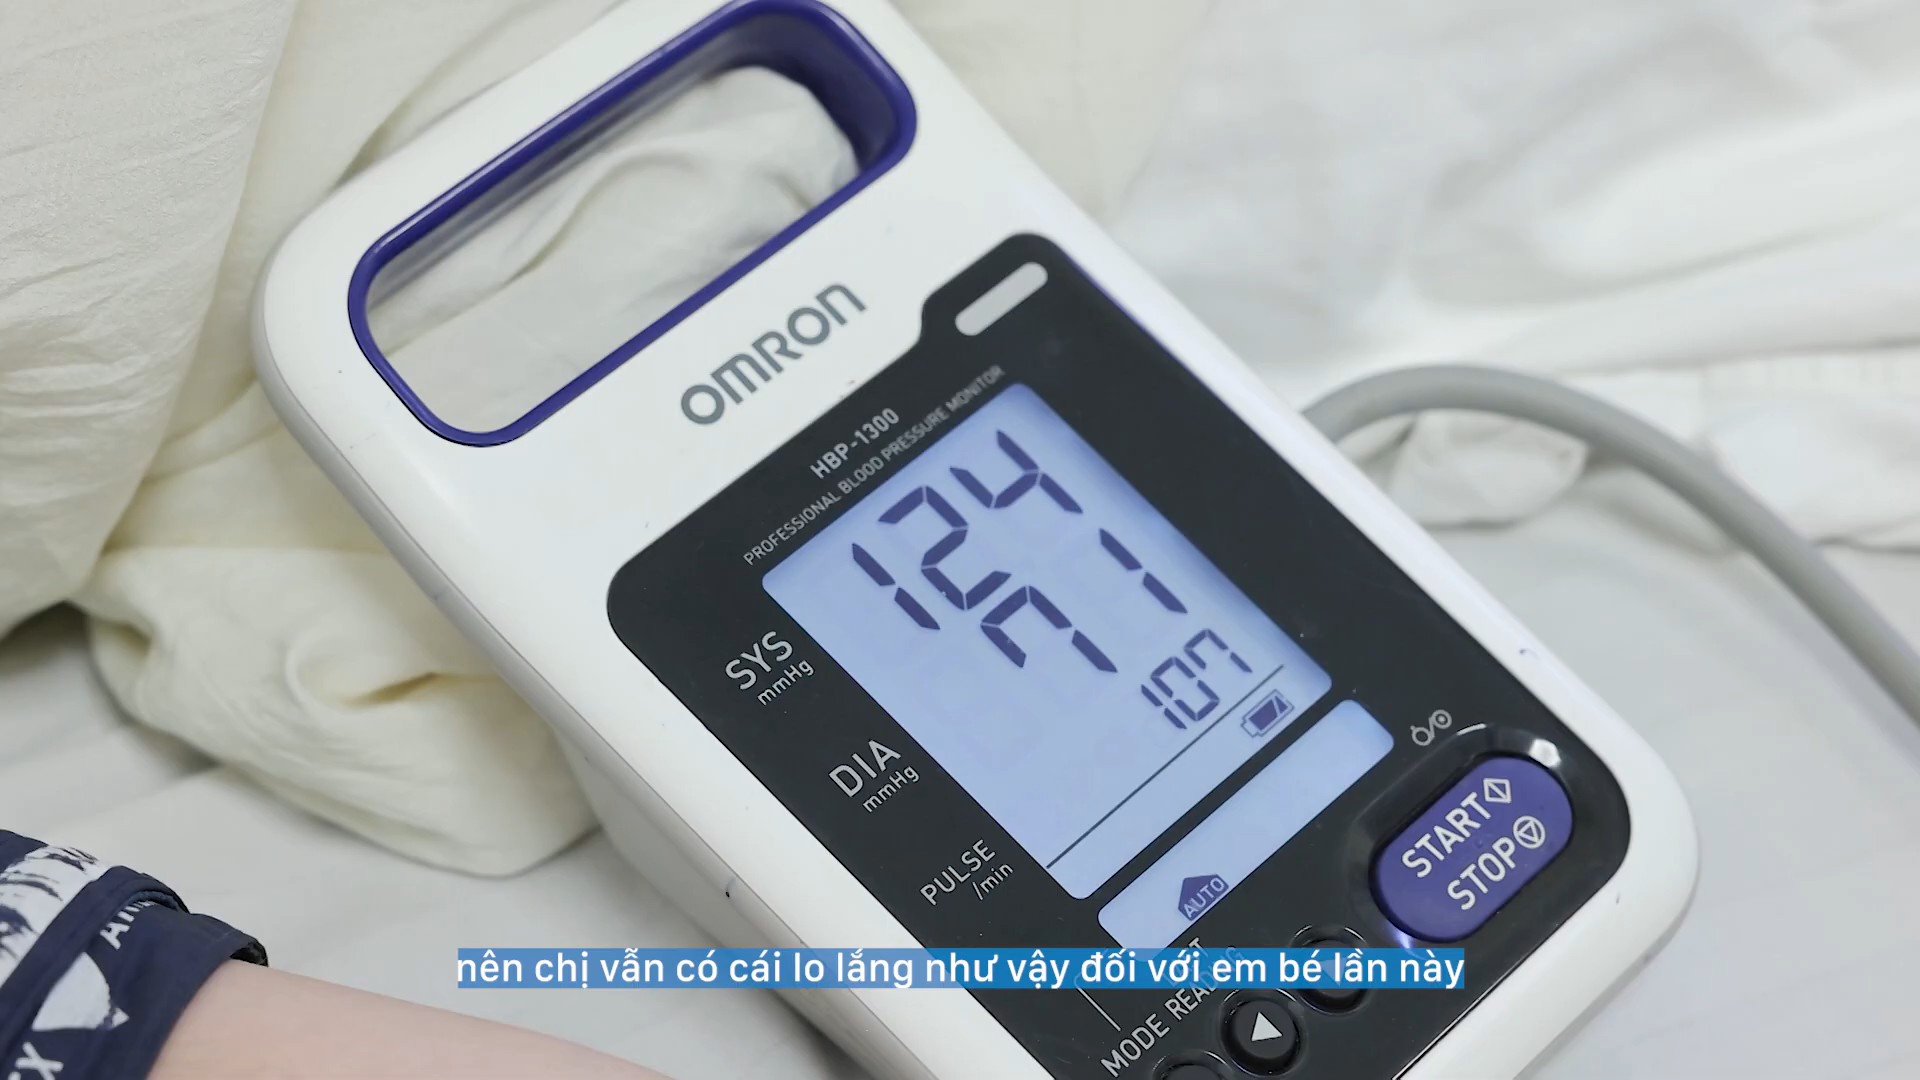 OMRON
HBP-1300
PROFESSIONAL BLOOD PRESSURE MONITOR
SYS
mmHg
124
DIA
mmHg
71
PULSE
/min
107
AUTO
START
STOP
MODE
nên chị vẫn có cái lo lắng như vậy đối với em bé lần này